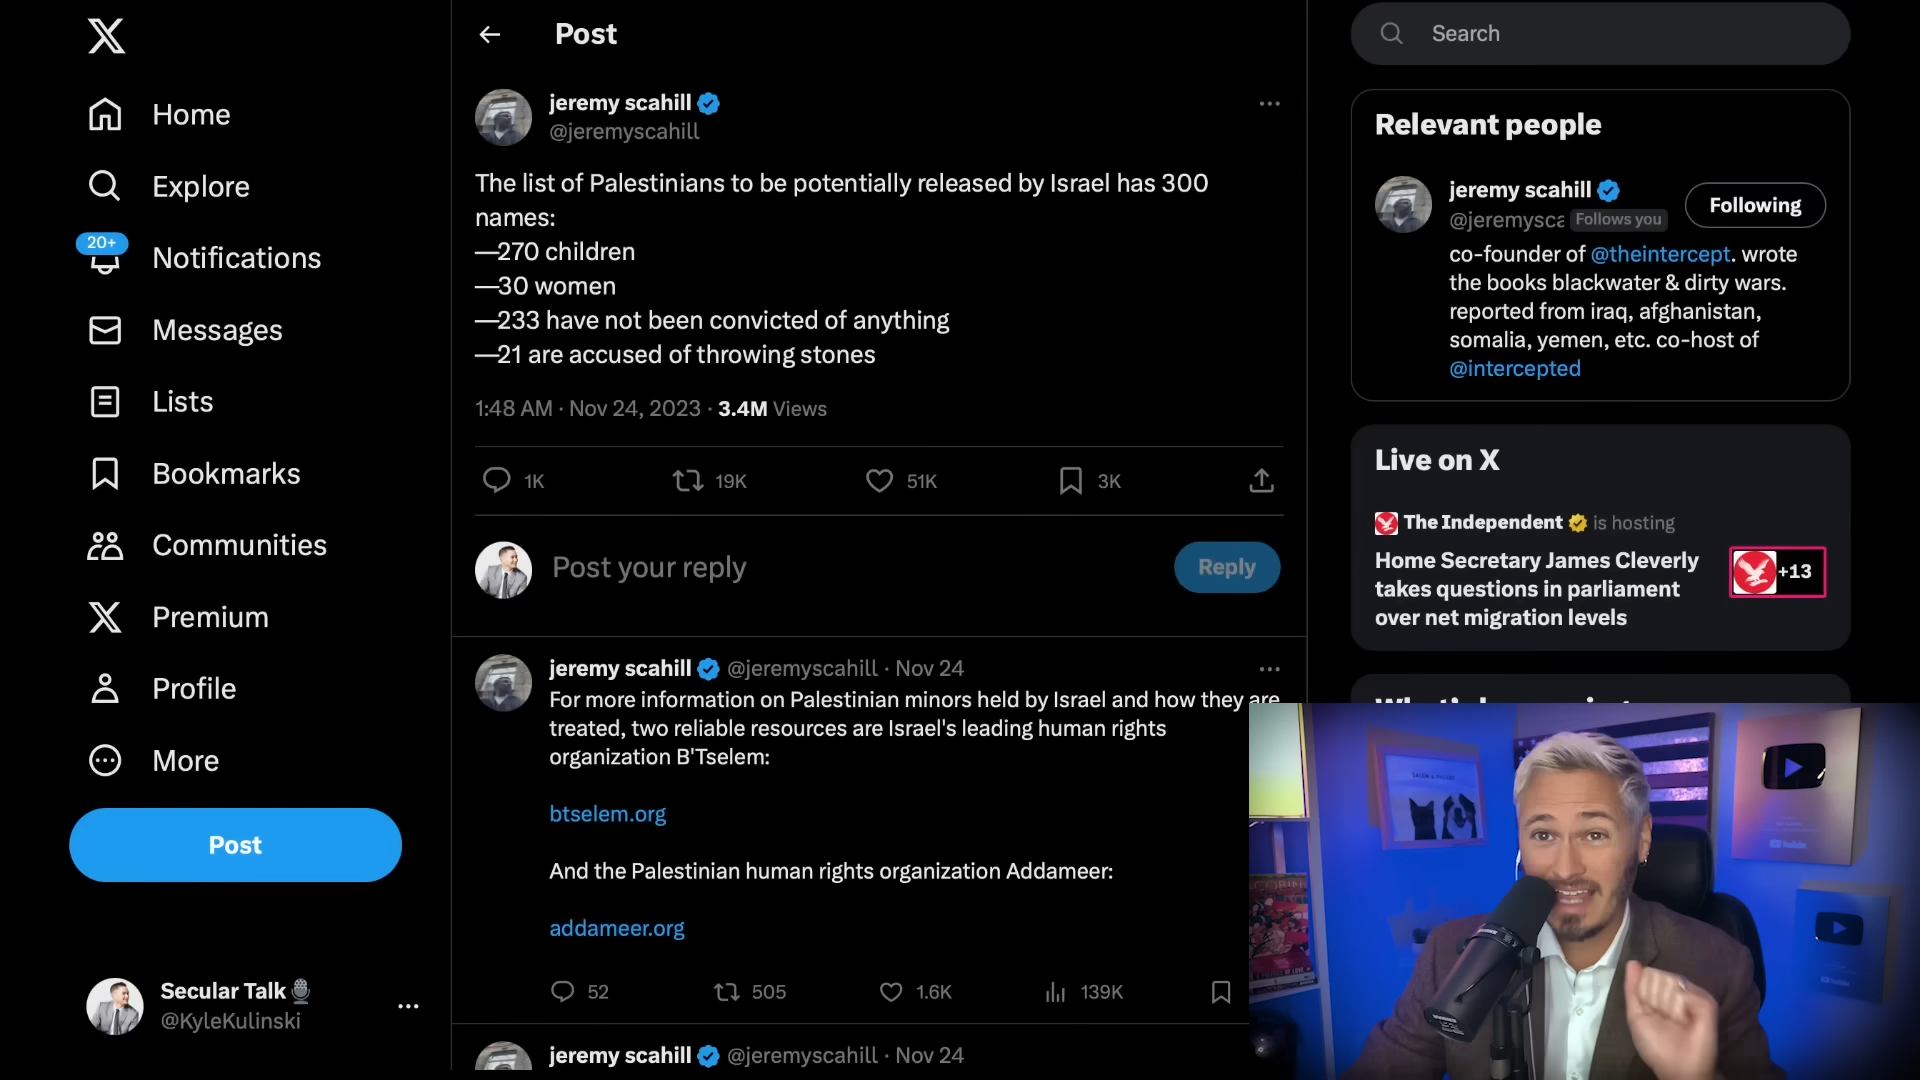 Home
Explore
20+
Notifications
Messages
Lists
Bookmarks
Communities
Premium
Profile
More
Post
Secular Talk
@KyleKulinski
Post
jeremy scahill
@jeremyscahill
The list of Palestinians to be potentially released by Israel has 300
names:
—270 children
—30 women
—233 have not been convicted of anything
—21 are accused of throwing stones
1:48 AM · Nov 24, 2023 · 3.4M Views
1K 19K 51K 3K
Post your reply
Reply
jeremy scahill @jeremyscahill · Nov 24
For more information on Palestinian minors held by Israel and how they are
treated, two reliable resources are Israel's leading human rights
organization B'Tselem:
btselem.org
And the Palestinian human rights organization Addameer:
addameer.org
52 505 1.6K 139K
jeremy scahill @jeremyscahill · Nov 24
Search
Relevant people
jeremy scahill
@jeremysca Follows you
Following
co-founder of @theintercept. wrote
the books blackwater & dirty wars.
reported from iraq, afghanistan,
somalia, yemen, etc. co-host of
@intercepted
Live on X
The Independent is hosting
Home Secretary James Cleverly
takes questions in parliament
over net migration levels
+13
YouTube